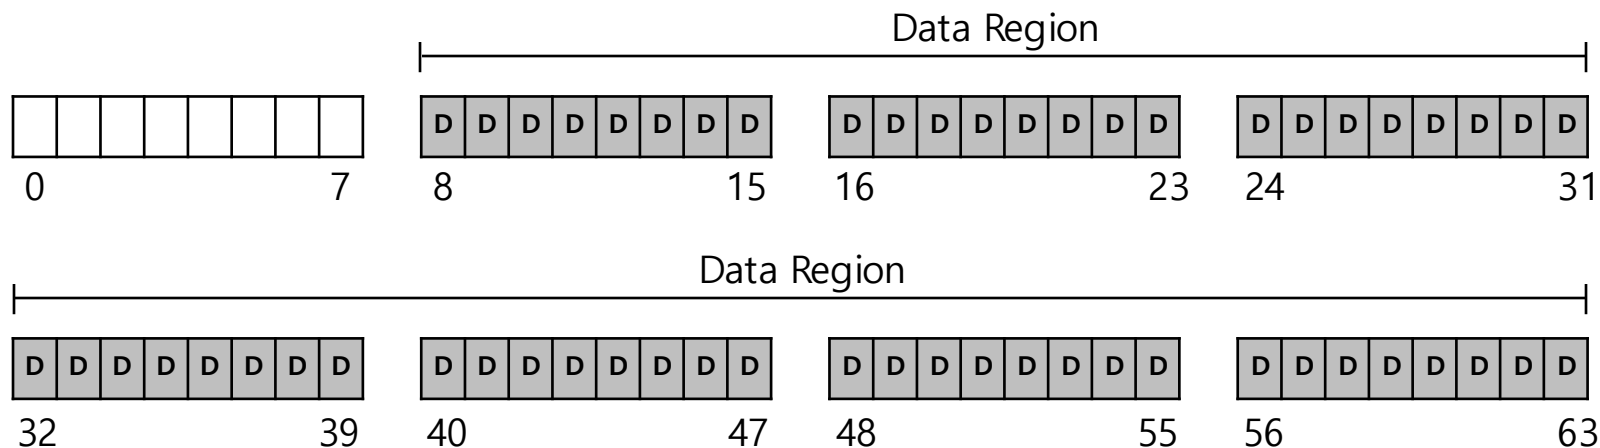 Data Region
D D D D D D D D D D D D D D D D D D D D D D D D
0 7 8 15 16 23 24 31
Data Region
D D D D D D D D D D D D D D D D D D D D D D D D D D D D D D D D
32 39 40 47 48 55 56 63